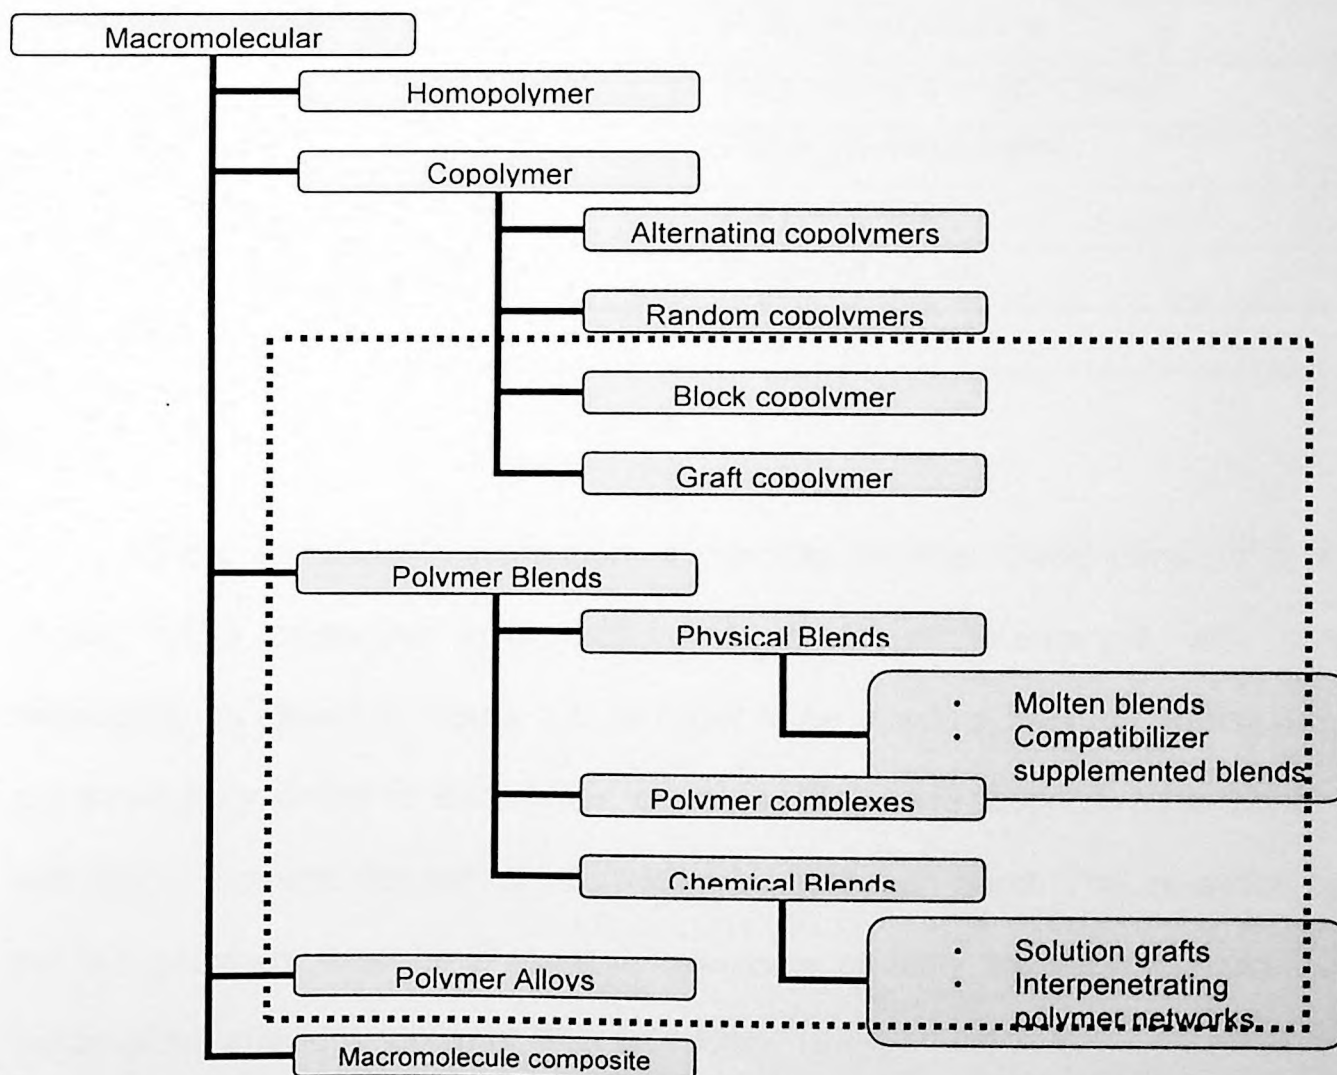 Macromolecular
Homopolymer
Copolymer
Alternating copolymers
Random copolymers
Block copolymer
Graft copolymer
Polymer Blends
Physical Blends
• Molten blends
• Compatibilizer
supplemented blends
Polymer complexes
Chemical Blends
• Solution grafts
• Interpenetrating
polymer networks
Polymer Alloys
Macromolecule composite